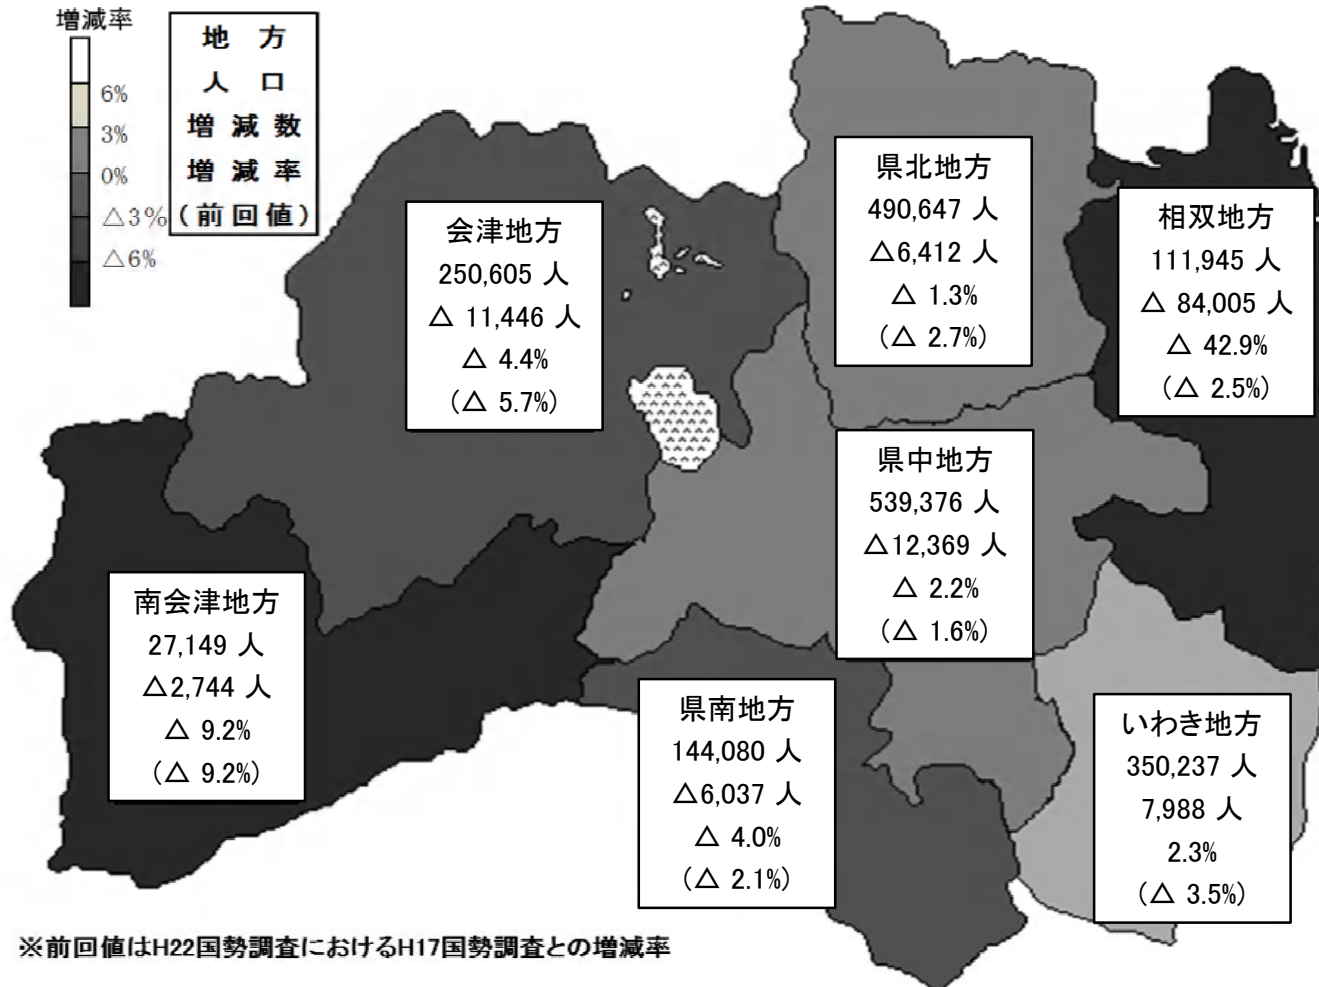 増減率
6%
3%
0%
△3%
△6%
地 方
人 口
増 減 数
増 減 率
(前回値)
会津地方
250,605 人
△ 11,446 人
△ 4.4%
(△ 5.7%)
県北地方
490,647 人
△6,412 人
△ 1.3%
(△ 2.7%)
相双地方
111,945 人
△ 84,005 人
△ 42.9%
(△ 2.5%)
県中地方
539,376 人
△12,369 人
△ 2.2%
(△ 1.6%)
南会津地方
27,149 人
△2,744 人
△ 9.2%
(△ 9.2%)
県南地方
144,080 人
△6,037 人
△ 4.0%
(△ 2.1%)
いわき地方
350,237 人
7,988 人
2.3%
(△ 3.5%)
※前回値はH22国勢調査におけるH17国勢調査との増減率